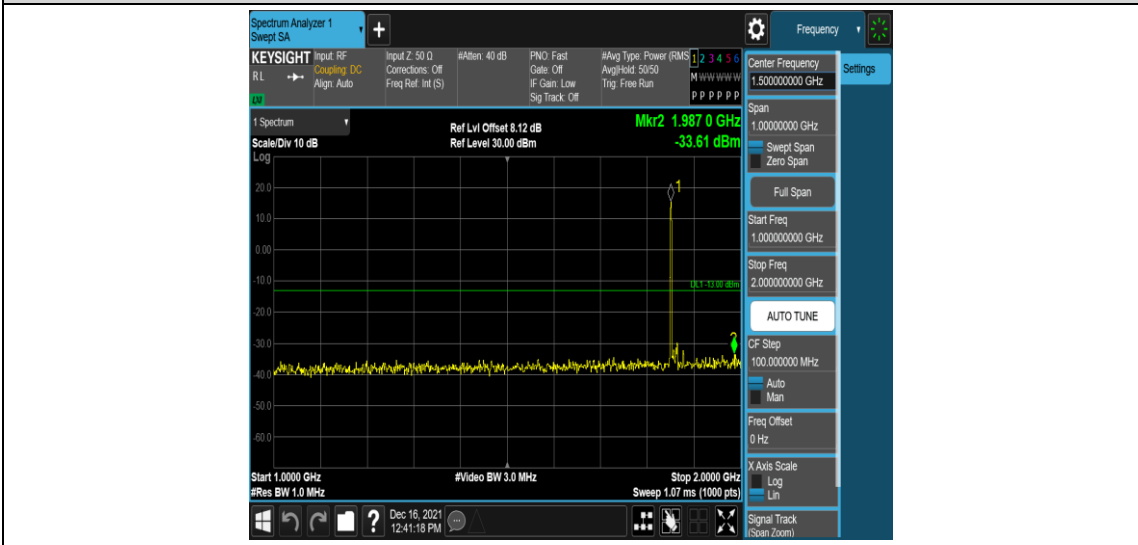 Spectrum Analyzer 1
Swept SA
+
Frequency
KEYSIGHT
RL
LXI
Input: RF
Coupling: DC
Align: Auto
Input Z: 50 Ω
Corrections: Off
Freq Ref: Int (S)
#Atten: 40 dB
PNO: Fast
Gate: Off
IF Gain: Low
Sig Track: Off
#Avg Type: Power (RMS
Avg|Hold: 50/50
Trig: Free Run
1 2 3 4 5 6
M W W W W W
P P P P P P
1 Spectrum
Scale/Div 10 dB
Log
Ref Lvl Offset 8.12 dB
Ref Level 30.00 dBm
Mkr2 1.987 0 GHz
-33.61 dBm
20.0
10.0
0.00
-10.0
-20.0
-30.0
-40.0
-50.0
-60.0
1
DL1 -13.00 dBm
2
Start 1.0000 GHz
#Res BW 1.0 MHz
#Video BW 3.0 MHz
Stop 2.0000 GHz
Sweep 1.07 ms (1000 pts)
Center Frequency
1.500000000 GHz
Settings
Span
1.00000000 GHz
Swept Span
Zero Span
Full Span
Start Freq
1.000000000 GHz
Stop Freq
2.000000000 GHz
AUTO TUNE
CF Step
100.000000 MHz
Auto
Man
Freq Offset
0 Hz
X Axis Scale
Log
Lin
Signal Track
(Span Zoom)
?
Dec 16, 2021
12:41:18 PM